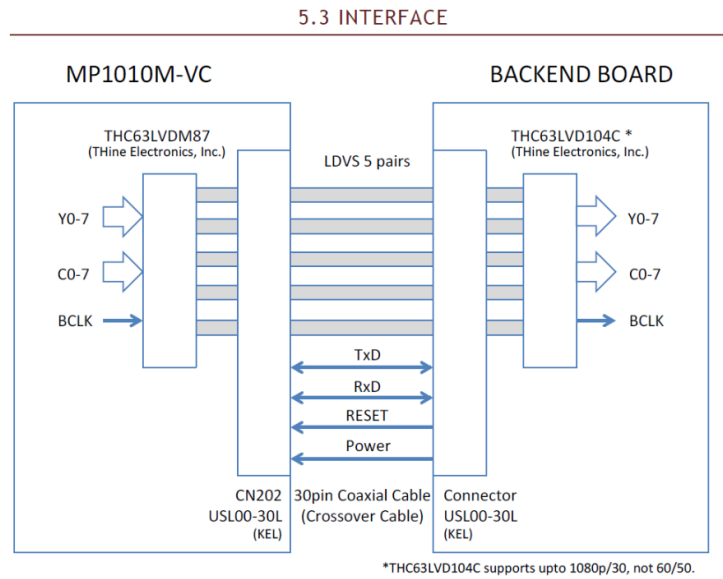 5.3 INTERFACE
MP1010M-VC
BACKEND BOARD
THC63LVDM87
(THine Electronics, Inc.)
LDVS 5 pairs
THC63LVD104C *
(THine Electronics, Inc.)
Y0-7
Y0-7
C0-7
C0-7
BCLK
BCLK
TxD
RxD
RESET
Power
CN202
USL00-30L
(KEL)
30pin Coaxial Cable
(Crossover Cable)
Connector
USL00-30L
(KEL)
*THC63LVD104C supports upto 1080p/30, not 60/50.